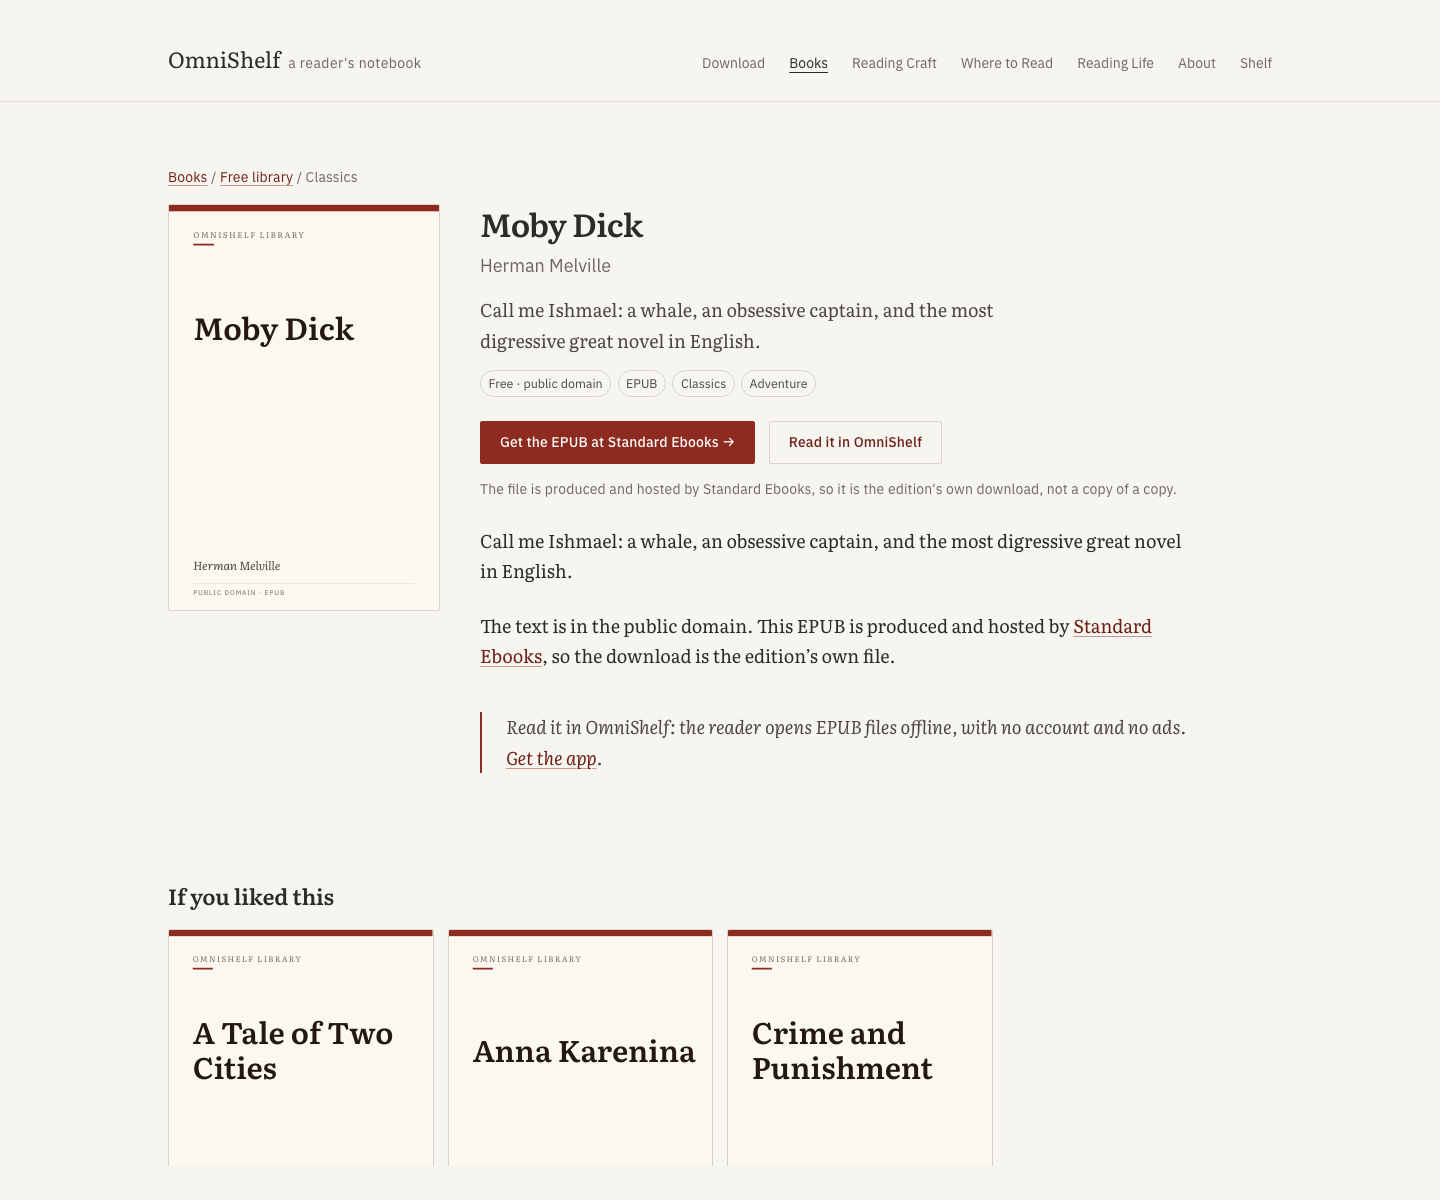 OmniShelf a reader's notebook
Download Books Reading Craft Where to Read Reading Life About Shelf
Books / Free library / Classics
OMNISHELF LIBRARY
Moby Dick
Herman Melville
PUBLIC DOMAIN · EPUB
Moby Dick
Herman Melville
Call me Ishmael: a whale, an obsessive captain, and the most
digressive great novel in English.
Free · public domain EPUB Classics Adventure
Get the EPUB at Standard Ebooks → Read it in OmniShelf
The file is produced and hosted by Standard Ebooks, so it is the edition's own download, not a copy of a copy.
Call me Ishmael: a whale, an obsessive captain, and the most digressive great novel
in English.
The text is in the public domain. This EPUB is produced and hosted by Standard
Ebooks, so the download is the edition’s own file.
Read it in OmniShelf: the reader opens EPUB files offline, with no account and no ads.
Get the app.
If you liked this
OMNISHELF LIBRARY
A Tale of Two
Cities
OMNISHELF LIBRARY
Anna Karenina
OMNISHELF LIBRARY
Crime and
Punishment